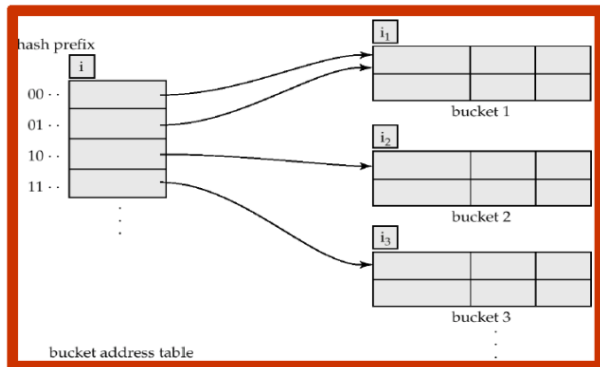 hash prefix
i
00 ··
01 ··
10 ··
11 ··
.
.
.
bucket address table
i₁
bucket 1
i₂
bucket 2
i₃
bucket 3
.
.
.